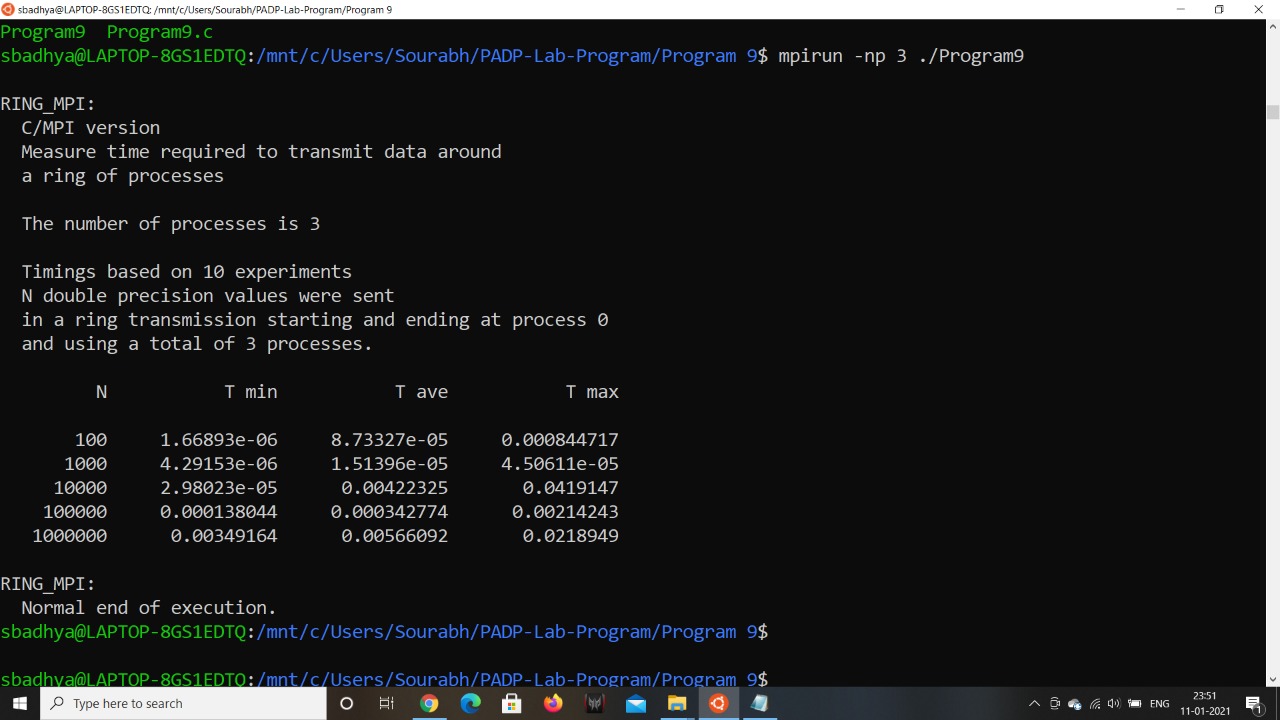 sbadhya@LAPTOP-8GS1EDTQ: /mnt/c/Users/Sourabh/PADP-Lab-Program/Program 9
Program9  Program9.c
sbadhya@LAPTOP-8GS1EDTQ:/mnt/c/Users/Sourabh/PADP-Lab-Program/Program 9$ mpirun -np 3 ./Program9
RING_MPI:
  C/MPI version
  Measure time required to transmit data around
  a ring of processes
  The number of processes is 3
  Timings based on 10 experiments
  N double precision values were sent
  in a ring transmission starting and ending at process 0
  and using a total of 3 processes.
         N           T min           T ave           T max
       100     1.66893e-06     8.73327e-05     0.000844717
      1000     4.29153e-06     1.51396e-05     4.50611e-05
     10000     2.98023e-05      0.00422325       0.0419147
    100000     0.000138044     0.000342774      0.00214243
   1000000      0.00349164      0.00566092       0.0218949
RING_MPI:
  Normal end of execution.
sbadhya@LAPTOP-8GS1EDTQ:/mnt/c/Users/Sourabh/PADP-Lab-Program/Program 9$
sbadhya@LAPTOP-8GS1EDTQ:/mnt/c/Users/Sourabh/PADP-Lab-Program/Program 9$
Type here to search
ENG
23:51
11-01-2021
1